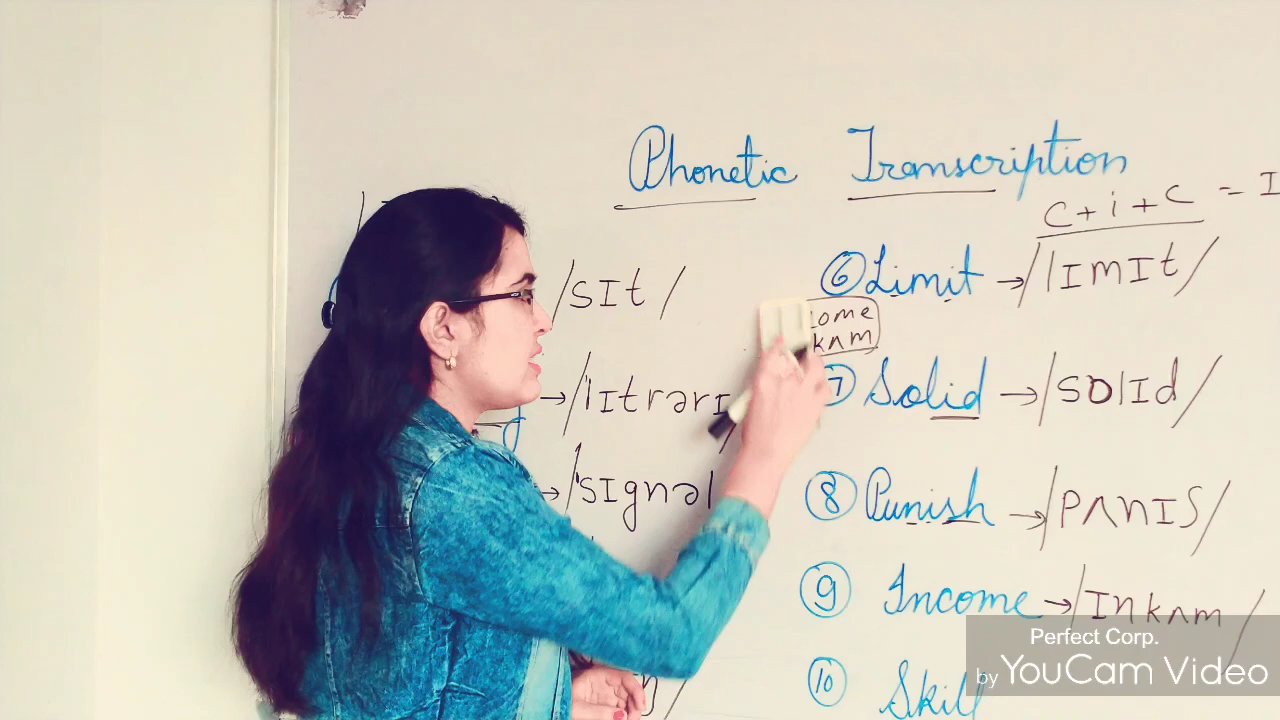 Phonetic Transcription
C + i + C = I
/sIt/
⑥ Limit → /lImIt/
ome
kʌm
→ /'lItrərI
⑦ Solid → /sɒlId/
→ /'sIgnəl
⑧ Punish → /pʌnIʃ/
⑨ Income → /Inkʌm/
⑩ Skill
Perfect Corp.
by YouCam Video